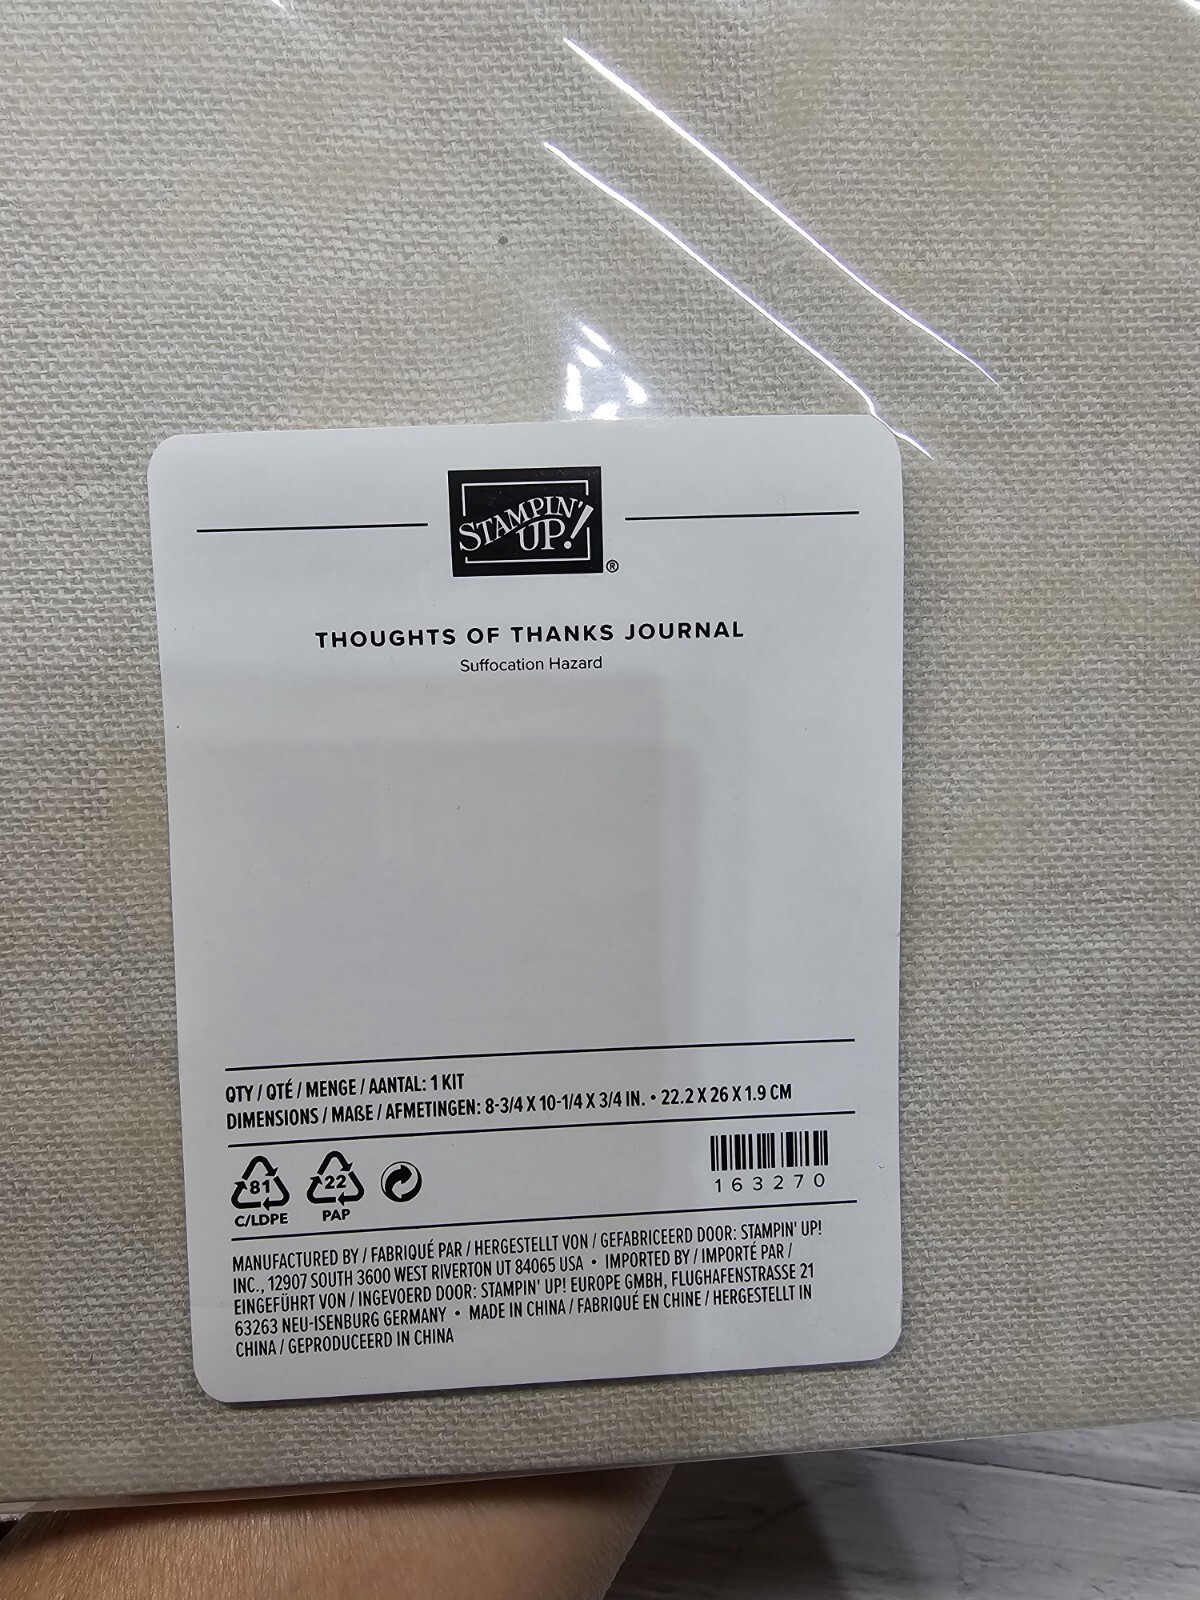 STAMPIN' UP!®
THOUGHTS OF THANKS JOURNAL
Suffocation Hazard
QTY / QTÉ / MENGE / AANTAL: 1 KIT
DIMENSIONS / MAßE / AFMETINGEN: 8-3/4 X 10-1/4 X 3/4 IN. • 22.2 X 26 X 1.9 CM
81
C/LDPE
22
PAP
163270
MANUFACTURED BY / FABRIQUÉ PAR / HERGESTELLT VON / GEFABRICEERD DOOR: STAMPIN' UP!
INC., 12907 SOUTH 3600 WEST RIVERTON UT 84065 USA • IMPORTED BY / IMPORTÉ PAR /
EINGEFÜHRT VON / INGEVOERD DOOR: STAMPIN' UP! EUROPE GMBH, FLUGHAFENSTRASSE 21
63263 NEU-ISENBURG GERMANY • MADE IN CHINA / FABRIQUÉ EN CHINE / HERGESTELLT IN
CHINA / GEPRODUCEERD IN CHINA